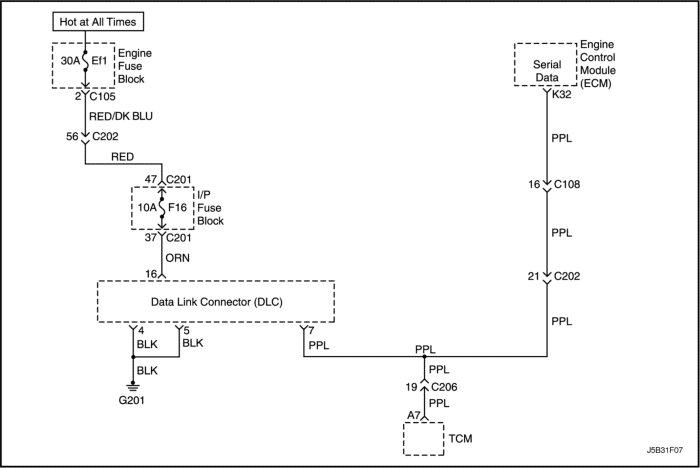 Hot at All Times
30A Ef1
Engine
Fuse
Block
2 C105
RED/DK BLU
56 C202
RED
47 C201
10A F16
I/P
Fuse
Block
37 C201
ORN
16
Data Link Connector (DLC)
4
5
7
BLK
BLK
PPL
BLK
G201
Serial
Data
Engine
Control
Module
(ECM)
K32
PPL
16 C108
PPL
21 C202
PPL
PPL
PPL
19 C206
PPL
A7
TCM
J5B31F07